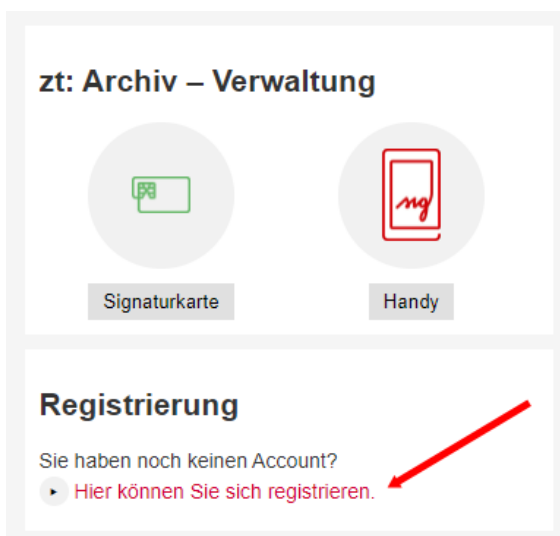 zt: Archiv – Verwaltung
Signaturkarte
Handy
Registrierung
Sie haben noch keinen Account?
Hier können Sie sich registrieren.